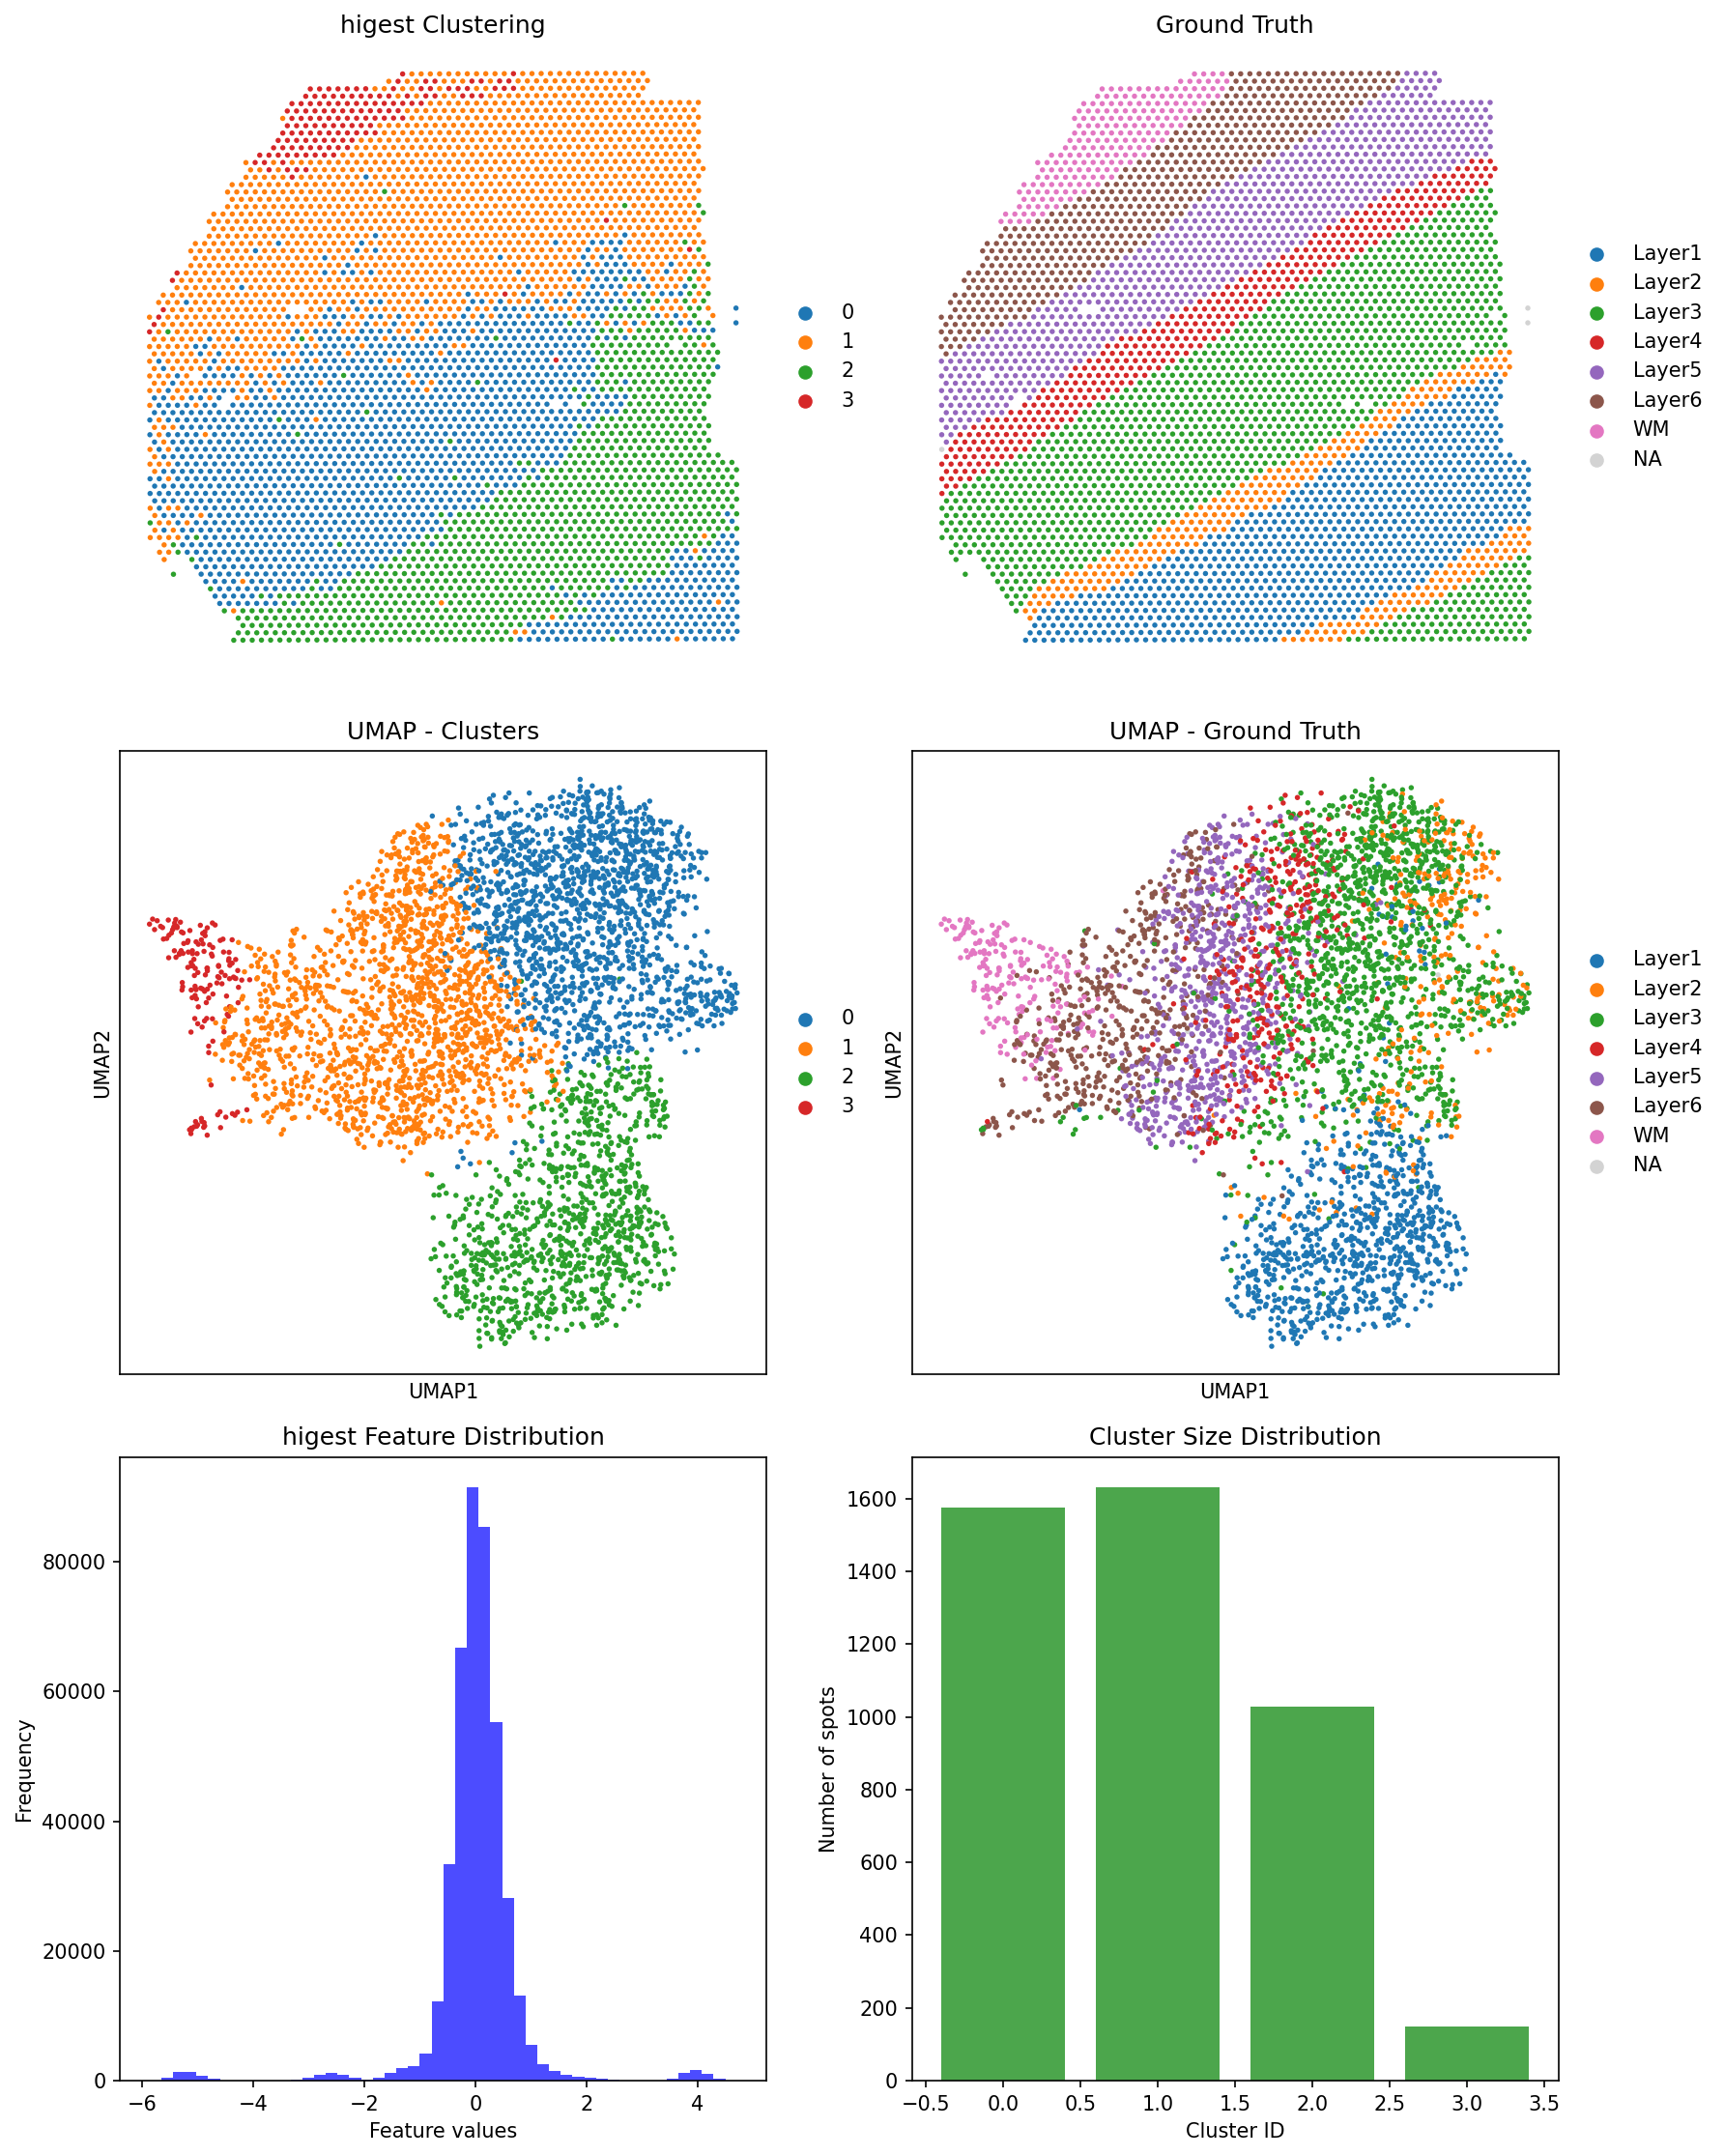 higest Clustering
0
1
2
3
Ground Truth
Layer1
Layer2
Layer3
Layer4
Layer5
Layer6
WM
NA
UMAP - Clusters
UMAP2
UMAP1
0
1
2
3
UMAP - Ground Truth
UMAP2
UMAP1
Layer1
Layer2
Layer3
Layer4
Layer5
Layer6
WM
NA
higest Feature Distribution
Frequency
80000
60000
40000
20000
0
−6 −4 −2 0 2 4
Feature values
Cluster Size Distribution
Number of spots
1600
1400
1200
1000
800
600
400
200
0
−0.5 0.0 0.5 1.0 1.5 2.0 2.5 3.0 3.5
Cluster ID